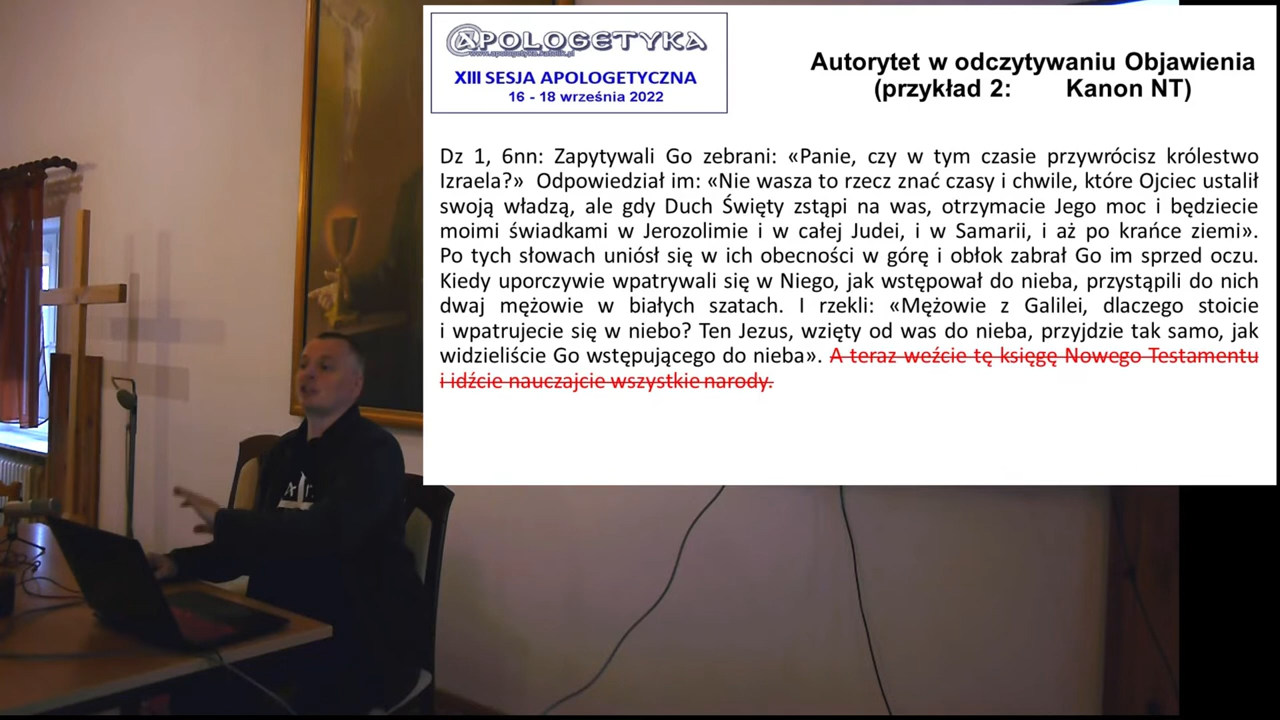 @POLOGETYKA
www.apologetyka.katolik.pl
XIII SESJA APOLOGETYCZNA
16 - 18 września 2022
Autorytet w odczytywaniu Objawienia
(przykład 2: Kanon NT)
Dz 1, 6nn: Zapytywali Go zebrani: «Panie, czy w tym czasie przywrócisz królestwo
Izraela?» Odpowiedział im: «Nie wasza to rzecz znać czasy i chwile, które Ojciec ustalił
swoją władzą, ale gdy Duch Święty zstąpi na was, otrzymacie Jego moc i będziecie
moimi świadkami w Jerozolimie i w całej Judei, i w Samarii, i aż po krańce ziemi».
Po tych słowach uniósł się w ich obecności w górę i obłok zabrał Go im sprzed oczu.
Kiedy uporczywie wpatrywali się w Niego, jak wstępował do nieba, przystąpili do nich
dwaj mężowie w białych szatach. I rzekli: «Mężowie z Galilei, dlaczego stoicie
i wpatrujecie się w niebo? Ten Jezus, wzięty od was do nieba, przyjdzie tak samo, jak
widzieliście Go wstępującego do nieba». A teraz weźcie tę księgę Nowego Testamentu
i idźcie nauczajcie wszystkie narody.